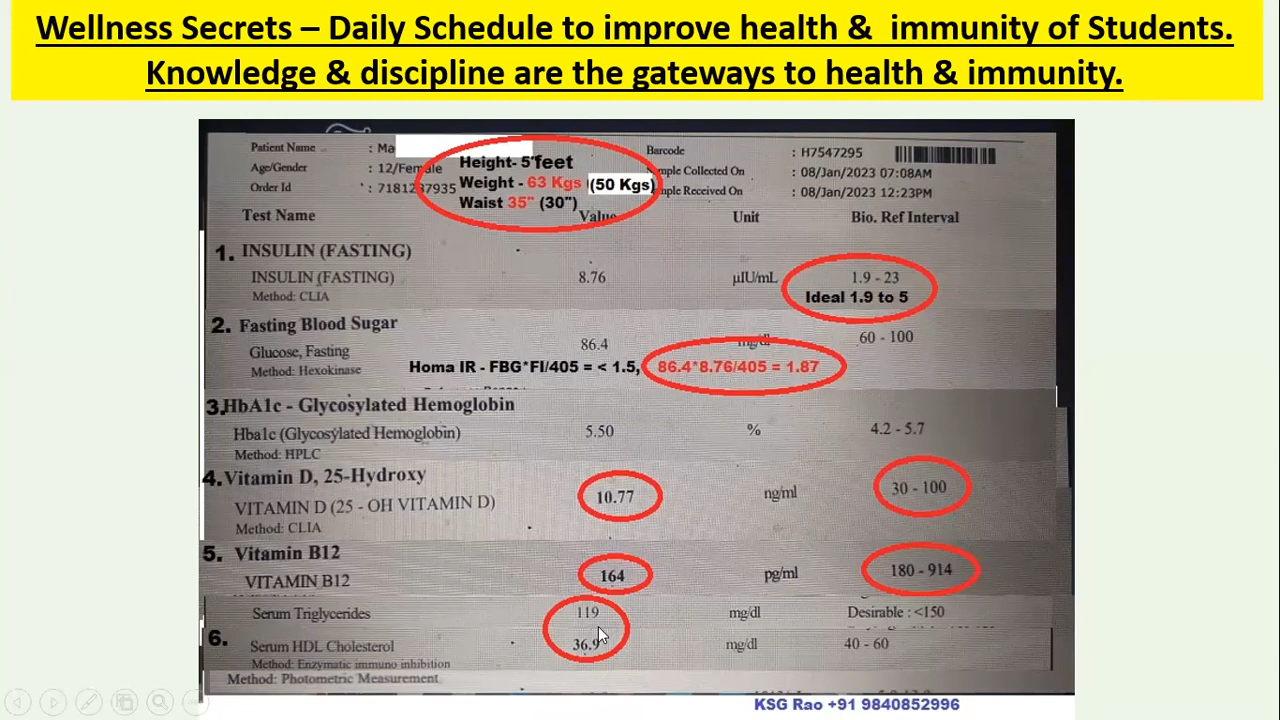 Wellness Secrets – Daily Schedule to improve health & immunity of Students.
Knowledge & discipline are the gateways to health & immunity.
Patient Name : Ma
Barcode : H7547295
Age/Gender : 12/Female
Height- 5'feet
Sample Collected On : 08/Jan/2023 07:08AM
Order Id : 7181237935
Weight - 63 Kgs (50 Kgs)
Sample Received On : 08/Jan/2023 12:23PM
Waist 35" (30")
Test Name Value Unit Bio. Ref Interval
1. INSULIN (FASTING)
INSULIN (FASTING) 8.76 µIU/mL 1.9 - 23
Method: CLIA Ideal 1.9 to 5
2. Fasting Blood Sugar
Glucose, Fasting 86.4 mg/dl 60 - 100
Method: Hexokinase Homa IR - FBG*FI/405 = < 1.5, 86.4*8.76/405 = 1.87
3. HbA1c - Glycosylated Hemoglobin
Hba1c (Glycosylated Hemoglobin) 5.50 % 4.2 - 5.7
Method: HPLC
4. Vitamin D, 25-Hydroxy
VITAMIN D (25 - OH VITAMIN D) 10.77 ng/ml 30 - 100
Method: CLIA
5. Vitamin B12
VITAMIN B12 164 pg/ml 180 - 914
Serum Triglycerides 119 mg/dl Desirable : <150
6. Serum HDL Cholesterol 36.9 mg/dl 40 - 60
Method: Enzymatic immuno inhibition
Method: Photometric Measurement
KSG Rao +91 9840852996